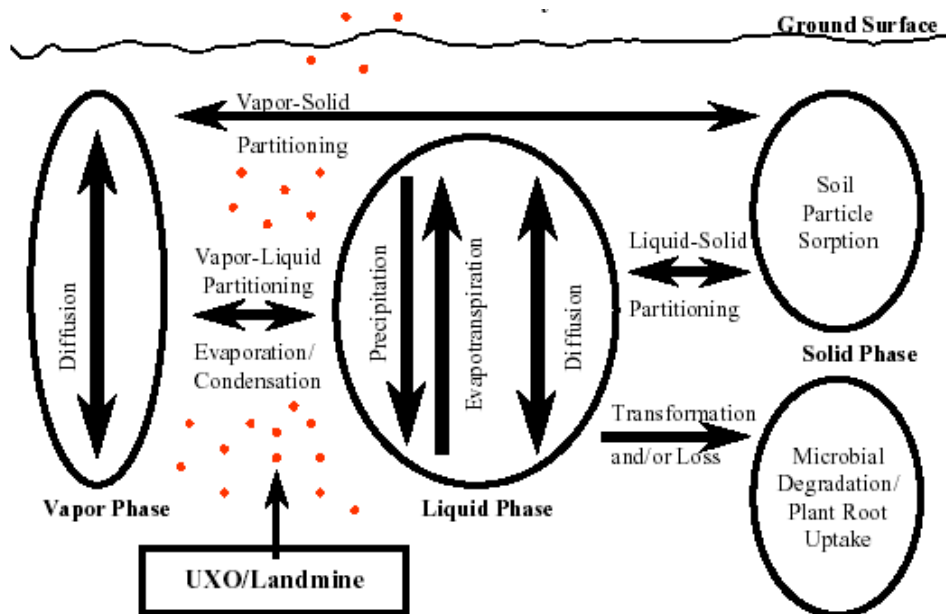 Ground Surface
Vapor-Solid
Partitioning
Soil
Particle
Sorption
Vapor-Liquid
Partitioning
Liquid-Solid
Partitioning
Diffusion
Precipitation
Evapotranspiration
Diffusion
Evaporation/
Condensation
Solid Phase
Transformation
and/or Loss
Microbial
Degradation/
Plant Root
Uptake
Vapor Phase
Liquid Phase
UXO/Landmine